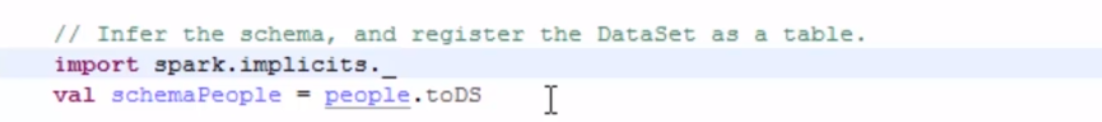 // Infer the schema, and register the DataSet as a table.
import spark.implicits._
val schemaPeople = people.toDS